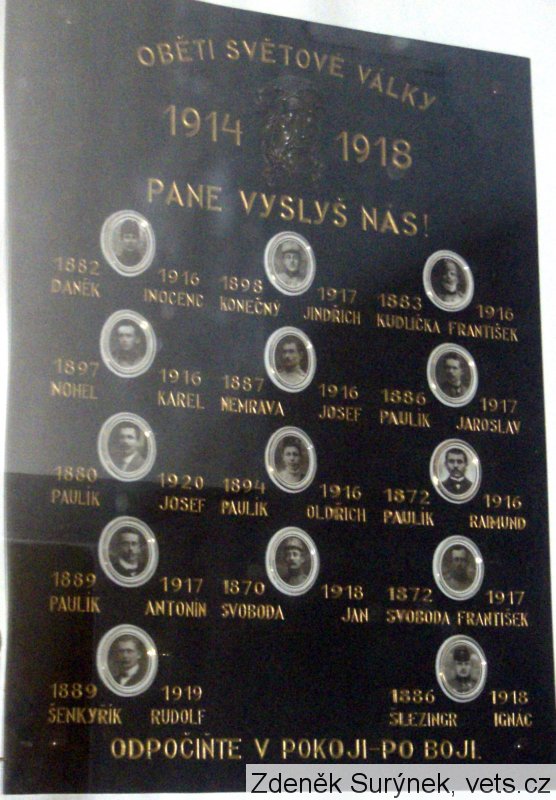 OBĚTI SVĚTOVÉ VÁLKY
1914 1918
PANE VYSLYŠ NÁS!
1882 1916 1898 1917 1883 1916
DANĚK INOCENC KONEČNÝ JINDŘICH KUDLIČKA FRANTIŠEK
1897 1916 1887 1916 1886 1917
NOHEL KAREL NEMRAVA JOSEF PAULÍK JAROSLAV
1880 1920 1894 1916 1872 1916
PAULÍK JOSEF PAULÍK OLDŘICH PAULÍK RAIMUND
1889 1917 1870 1918 1872 1917
PAULÍK ANTONÍN SVOBODA JAN SVOBODA FRANTIŠEK
1889 1919 1886 1918
ŠENKYŘÍK RUDOLF SLEZINGR IGNÁC
ODPOČIŇTE V POKOJI-PO BOJI.
Zdeněk Surýnek, vets.cz